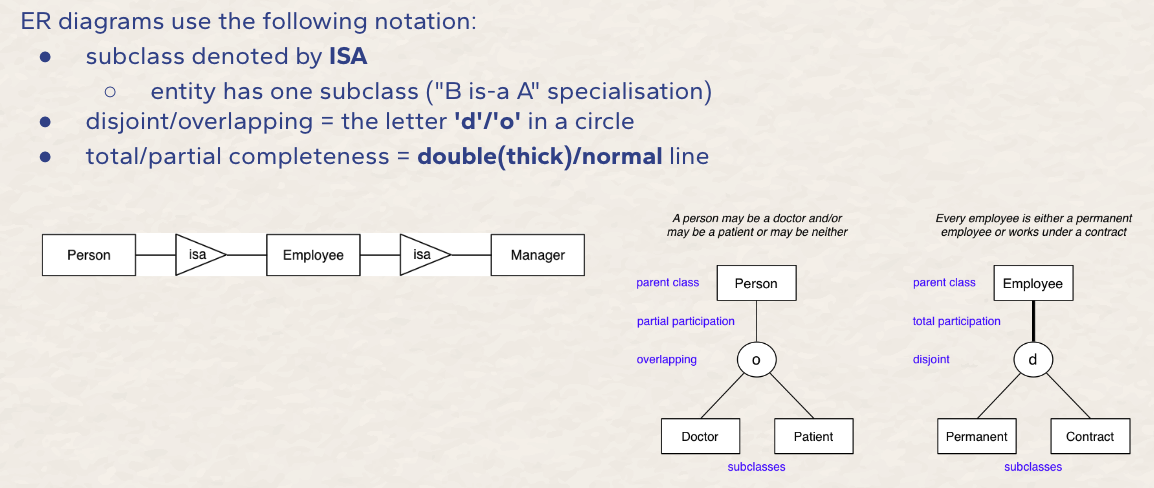 ER diagrams use the following notation:
● subclass denoted by ISA
○ entity has one subclass ("B is-a A" specialisation)
● disjoint/overlapping = the letter 'd'/'o' in a circle
● total/partial completeness = double(thick)/normal line
Person
isa
Employee
isa
Manager
A person may be a doctor and/or
may be a patient or may be neither
parent class
Person
partial participation
overlapping
o
Doctor
Patient
subclasses
Every employee is either a permanent
employee or works under a contract
parent class
Employee
total participation
disjoint
d
Permanent
Contract
subclasses